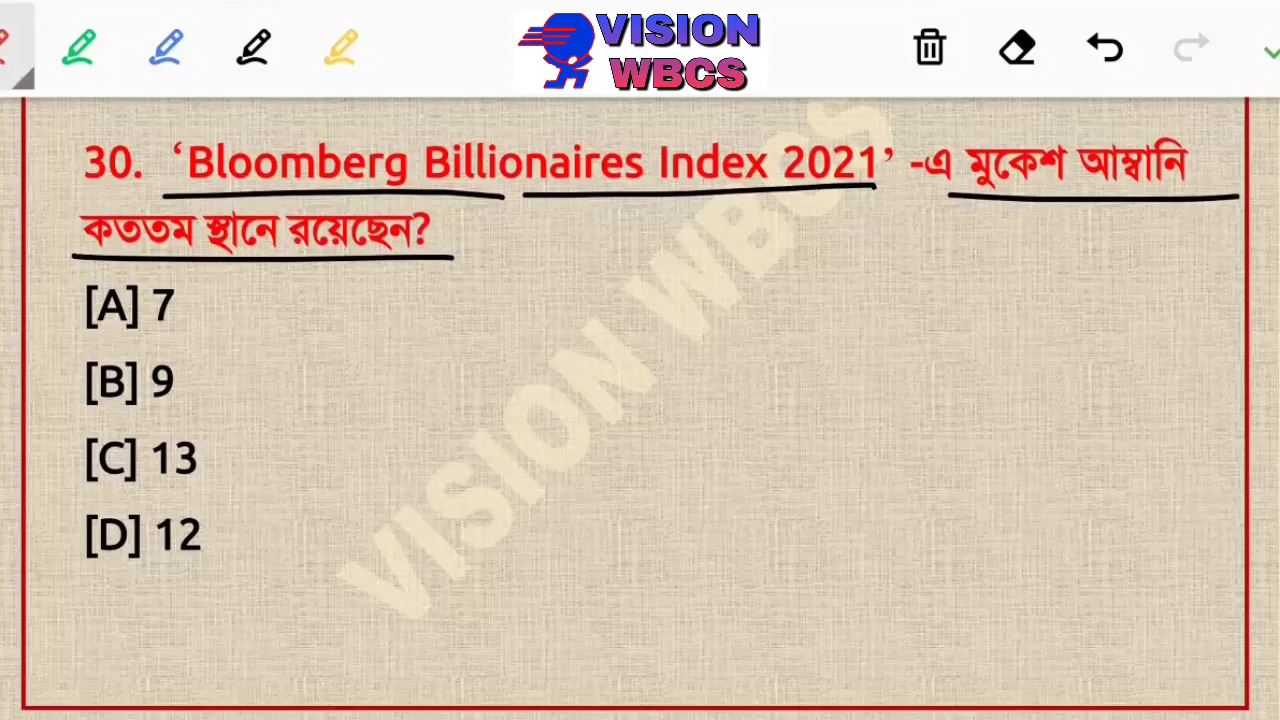 VISION
WBCS
30. ‘Bloomberg Billionaires Index 2021’ -এ মুকেশ আম্বানি
কততম স্থানে রয়েছেন?
[A] 7
[B] 9
[C] 13
[D] 12
VISION WBCS